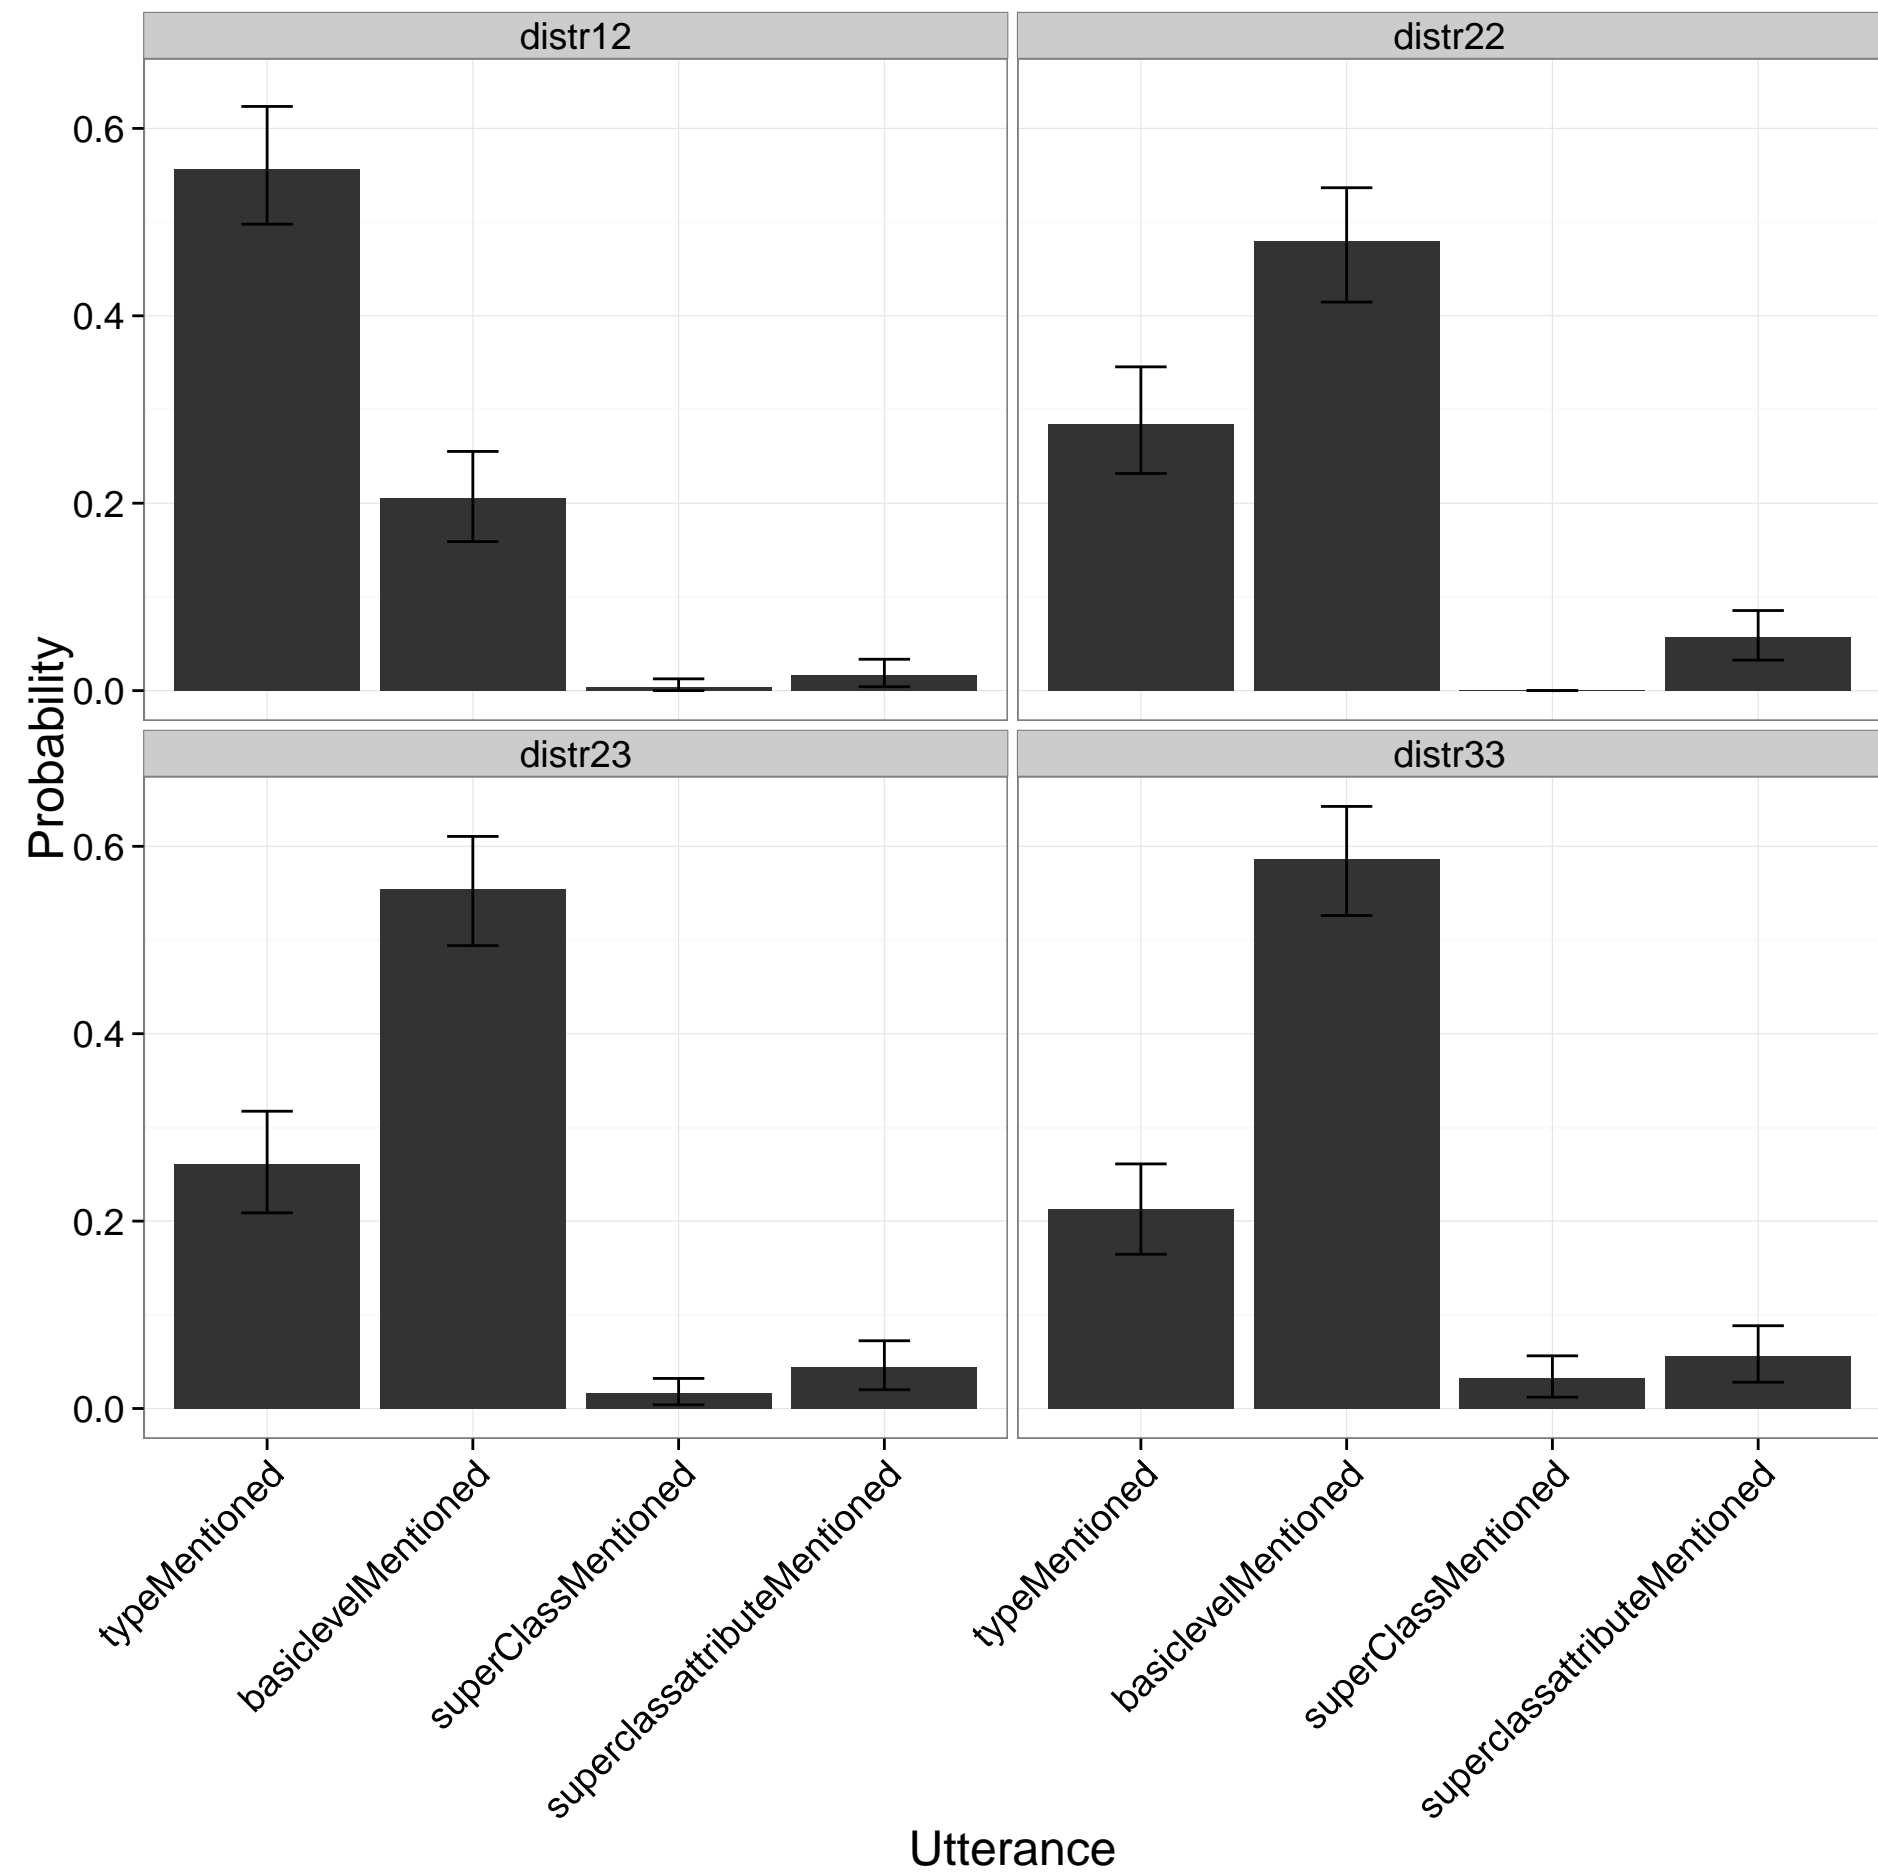 distr12
distr22
0.6
0.4
0.2
0.0
distr23
distr33
0.6
0.4
0.2
0.0
Probability
typeMentioned
basiclevelMentioned
superClassMentioned
superclassattributeMentioned
typeMentioned
basiclevelMentioned
superClassMentioned
superclassattributeMentioned
Utterance